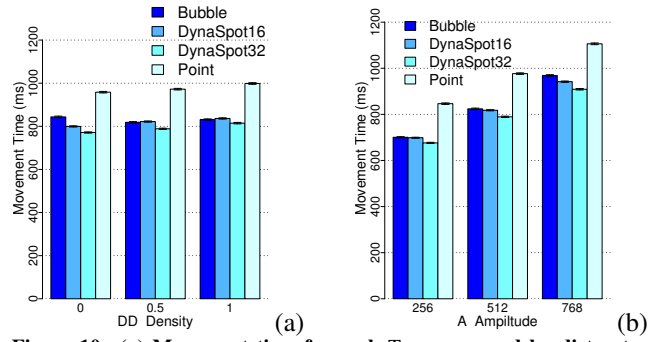 Bubble
DynaSpot16
DynaSpot32
Point
Movement Time (ms)
0 200 400 600 800 1000 1200
0 0.5 1
DD Density
(a)
Bubble
DynaSpot16
DynaSpot32
Point
Movement Time (ms)
0 200 400 600 800 1000 1200
256 512 768
A Ampiltude
(b)